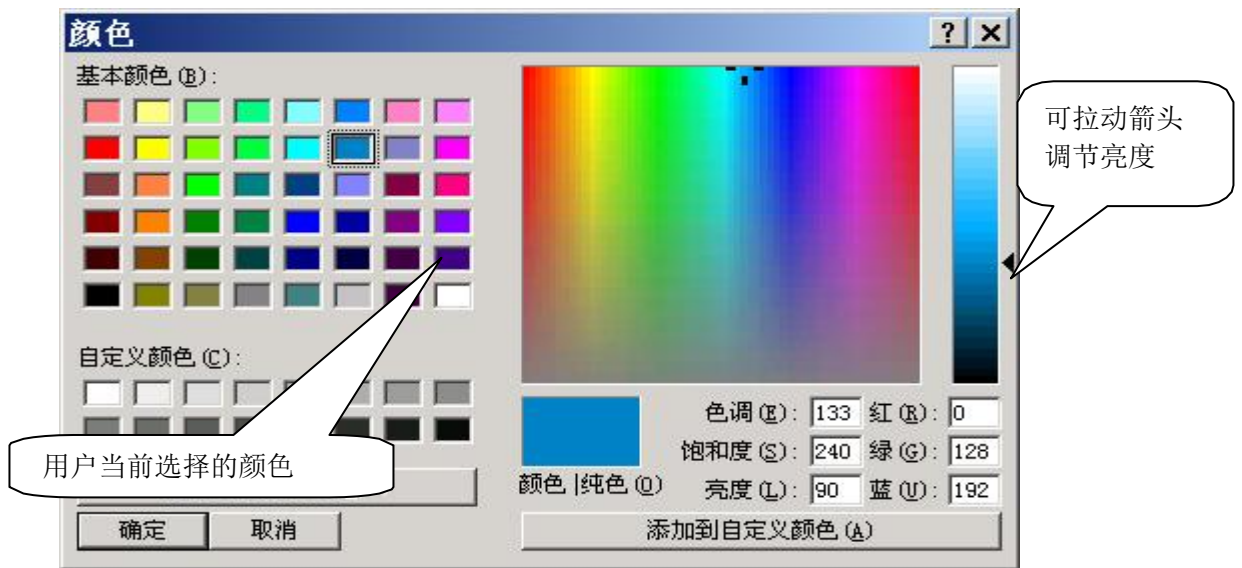 颜色
基本颜色(B):
可拉动箭头
调节亮度
自定义颜色(C):
用户当前选择的颜色
色调(E): 133 红(R): 0
饱和度(S): 240 绿(G): 128
颜色|纯色(O) 亮度(L): 90 蓝(U): 192
确定 取消 添加到自定义颜色(A)